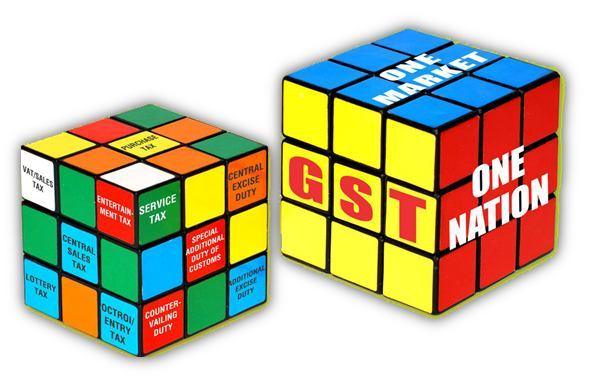 PURCHASE
TAX
VAT/SALES
TAX
ENTERTAIN-
MENT TAX
SERVICE
TAX
CENTRAL
EXCISE
DUTY
CENTRAL
SALES
TAX
SPECIAL
ADDITIONAL
DUTY OF
CUSTOMS
LOTTERY
TAX
OCTROI/
ENTRY
TAX
COUNTER-
VAILING
DUTY
ADDITIONAL
EXCISE
DUTY
ONE
MARKET
GST
ONE
NATION